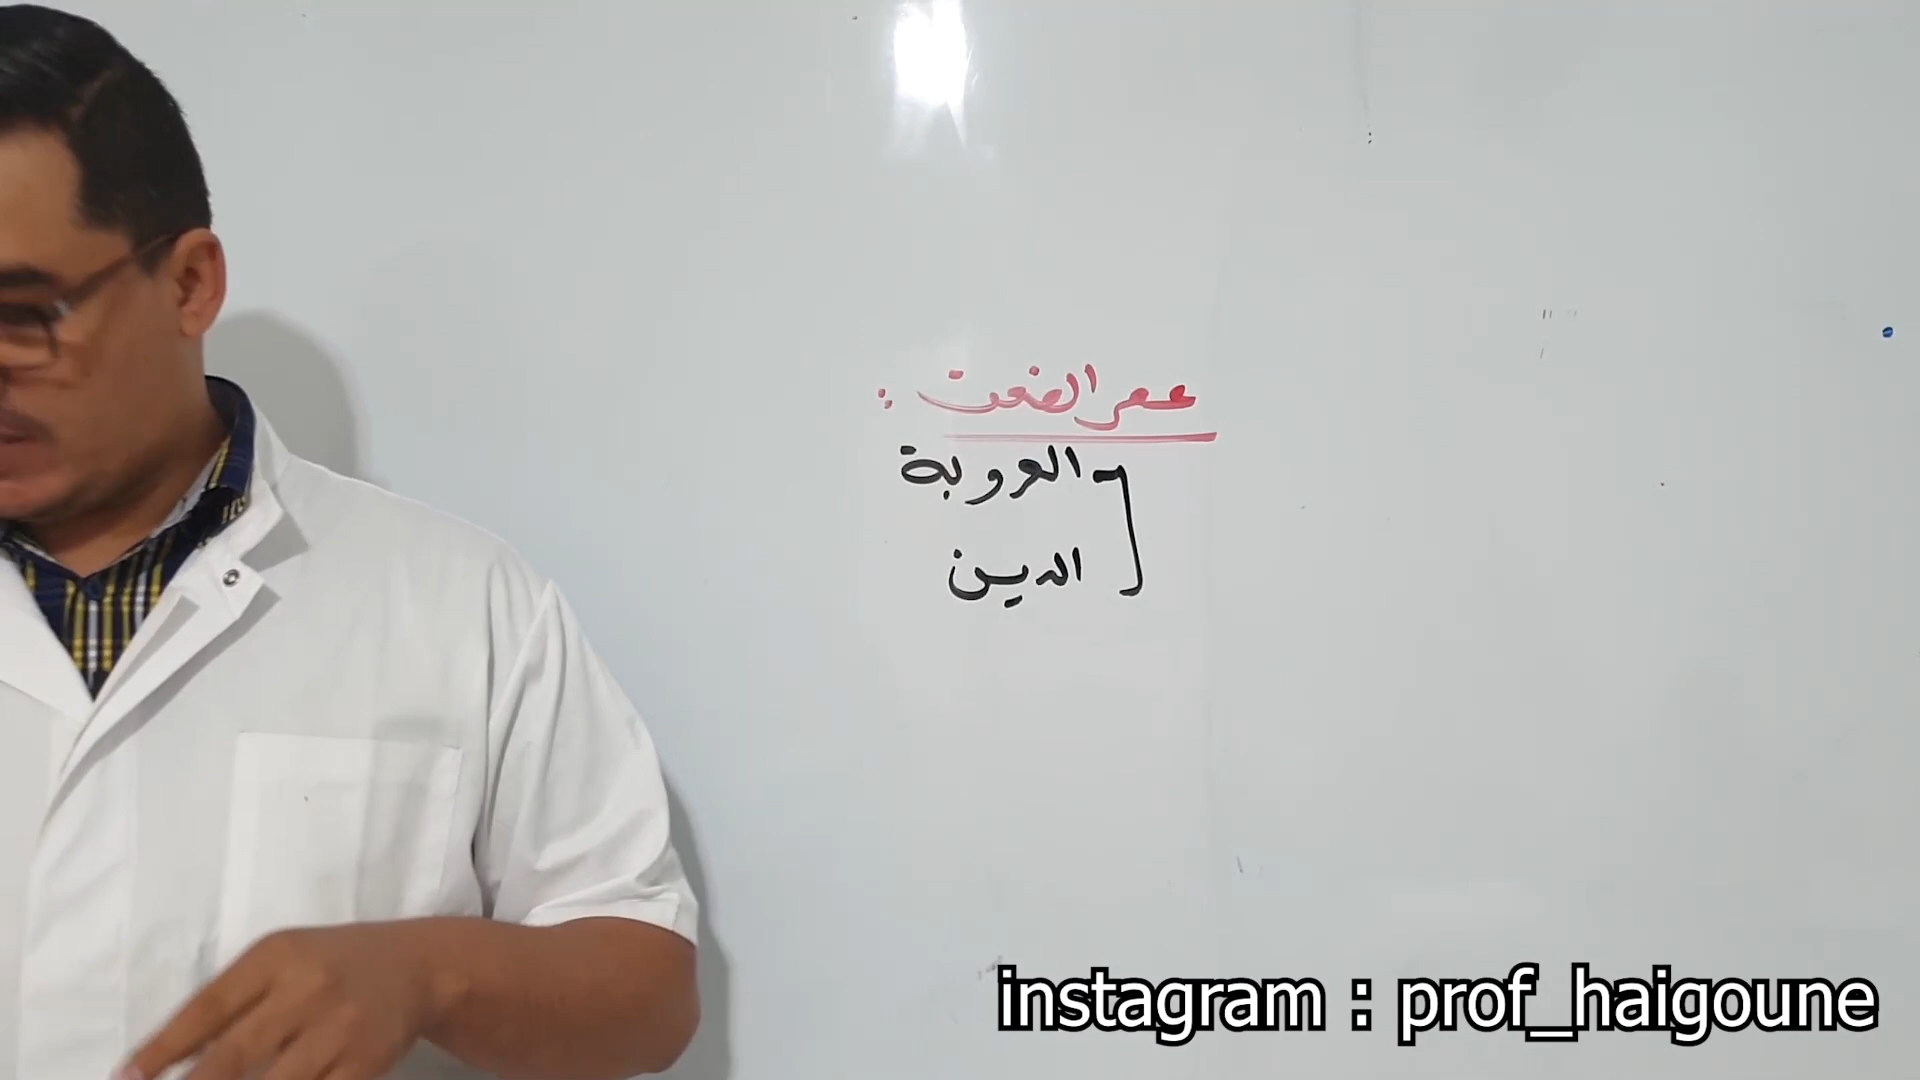 عصر الضعف :
العروبة
الدين
instagram : prof_haigoune